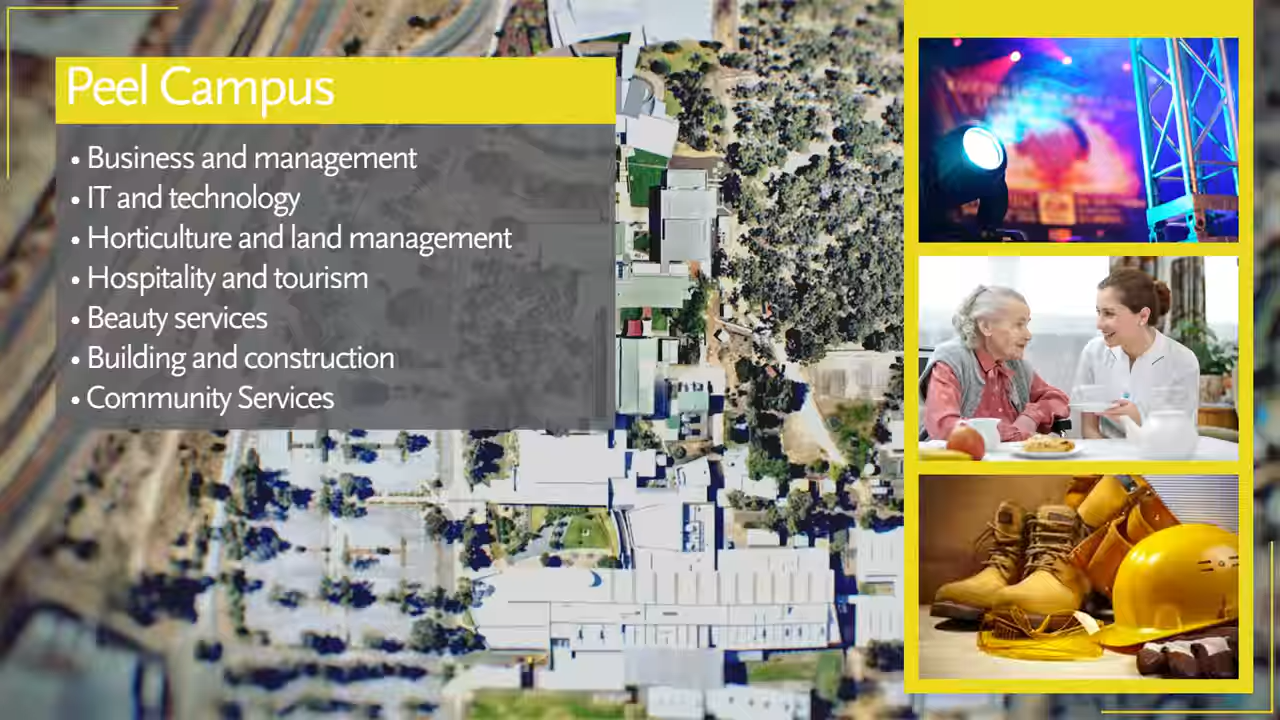 Peel Campus
• Business and management
• IT and technology
• Horticulture and land management
• Hospitality and tourism
• Beauty services
• Building and construction
• Community Services